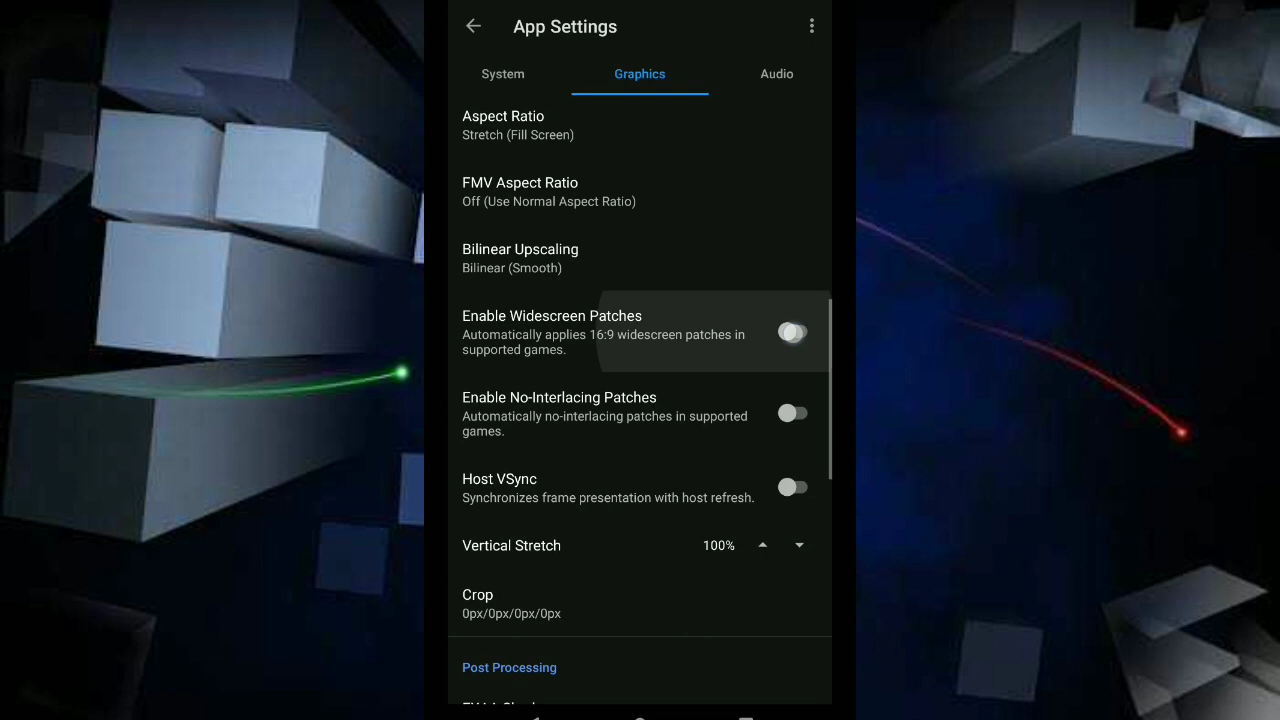 App Settings
System
Graphics
Audio
Aspect Ratio
Stretch (Fill Screen)
FMV Aspect Ratio
Off (Use Normal Aspect Ratio)
Bilinear Upscaling
Bilinear (Smooth)
Enable Widescreen Patches
Automatically applies 16:9 widescreen patches in
supported games.
Enable No-Interlacing Patches
Automatically no-interlacing patches in supported
games.
Host VSync
Synchronizes frame presentation with host refresh.
Vertical Stretch
100%
Crop
0px/0px/0px/0px
Post Processing